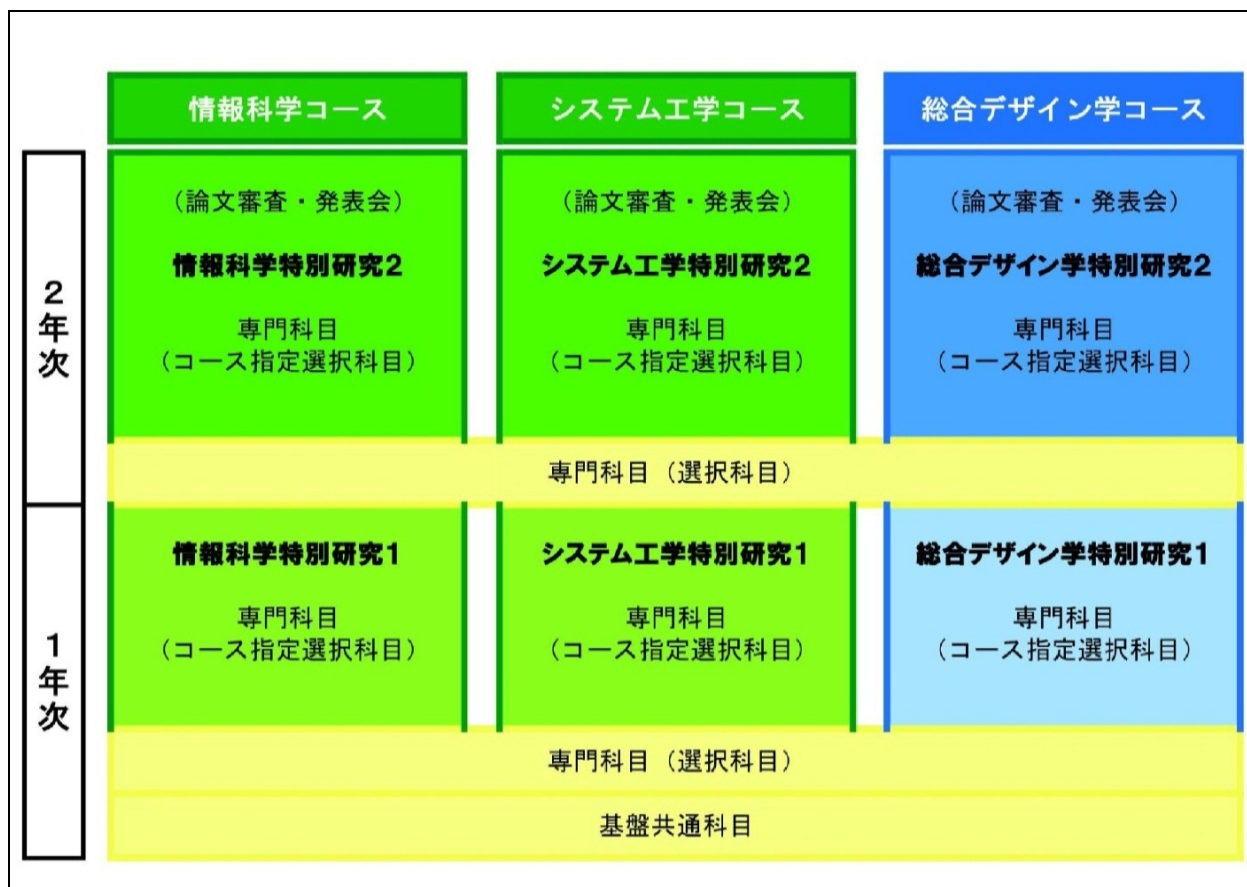 情報科学コース
システム工学コース
総合デザイン学コース
2年次
(論文審査・発表会)
情報科学特別研究2
専門科目
(コース指定選択科目)
(論文審査・発表会)
システム工学特別研究2
専門科目
(コース指定選択科目)
(論文審査・発表会)
総合デザイン学特別研究2
専門科目
(コース指定選択科目)
専門科目(選択科目)
1年次
情報科学特別研究1
専門科目
(コース指定選択科目)
システム工学特別研究1
専門科目
(コース指定選択科目)
総合デザイン学特別研究1
専門科目
(コース指定選択科目)
専門科目(選択科目)
基盤共通科目